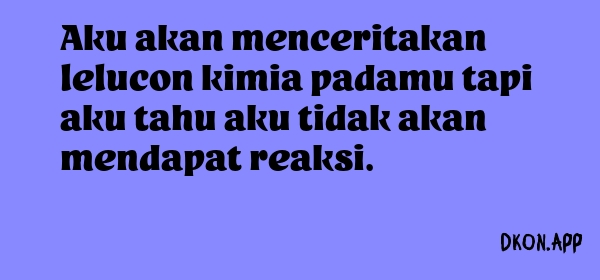 Aku akan menceritakan
lelucon kimia padamu tapi
aku tahu aku tidak akan
mendapat reaksi.
DKON.APP